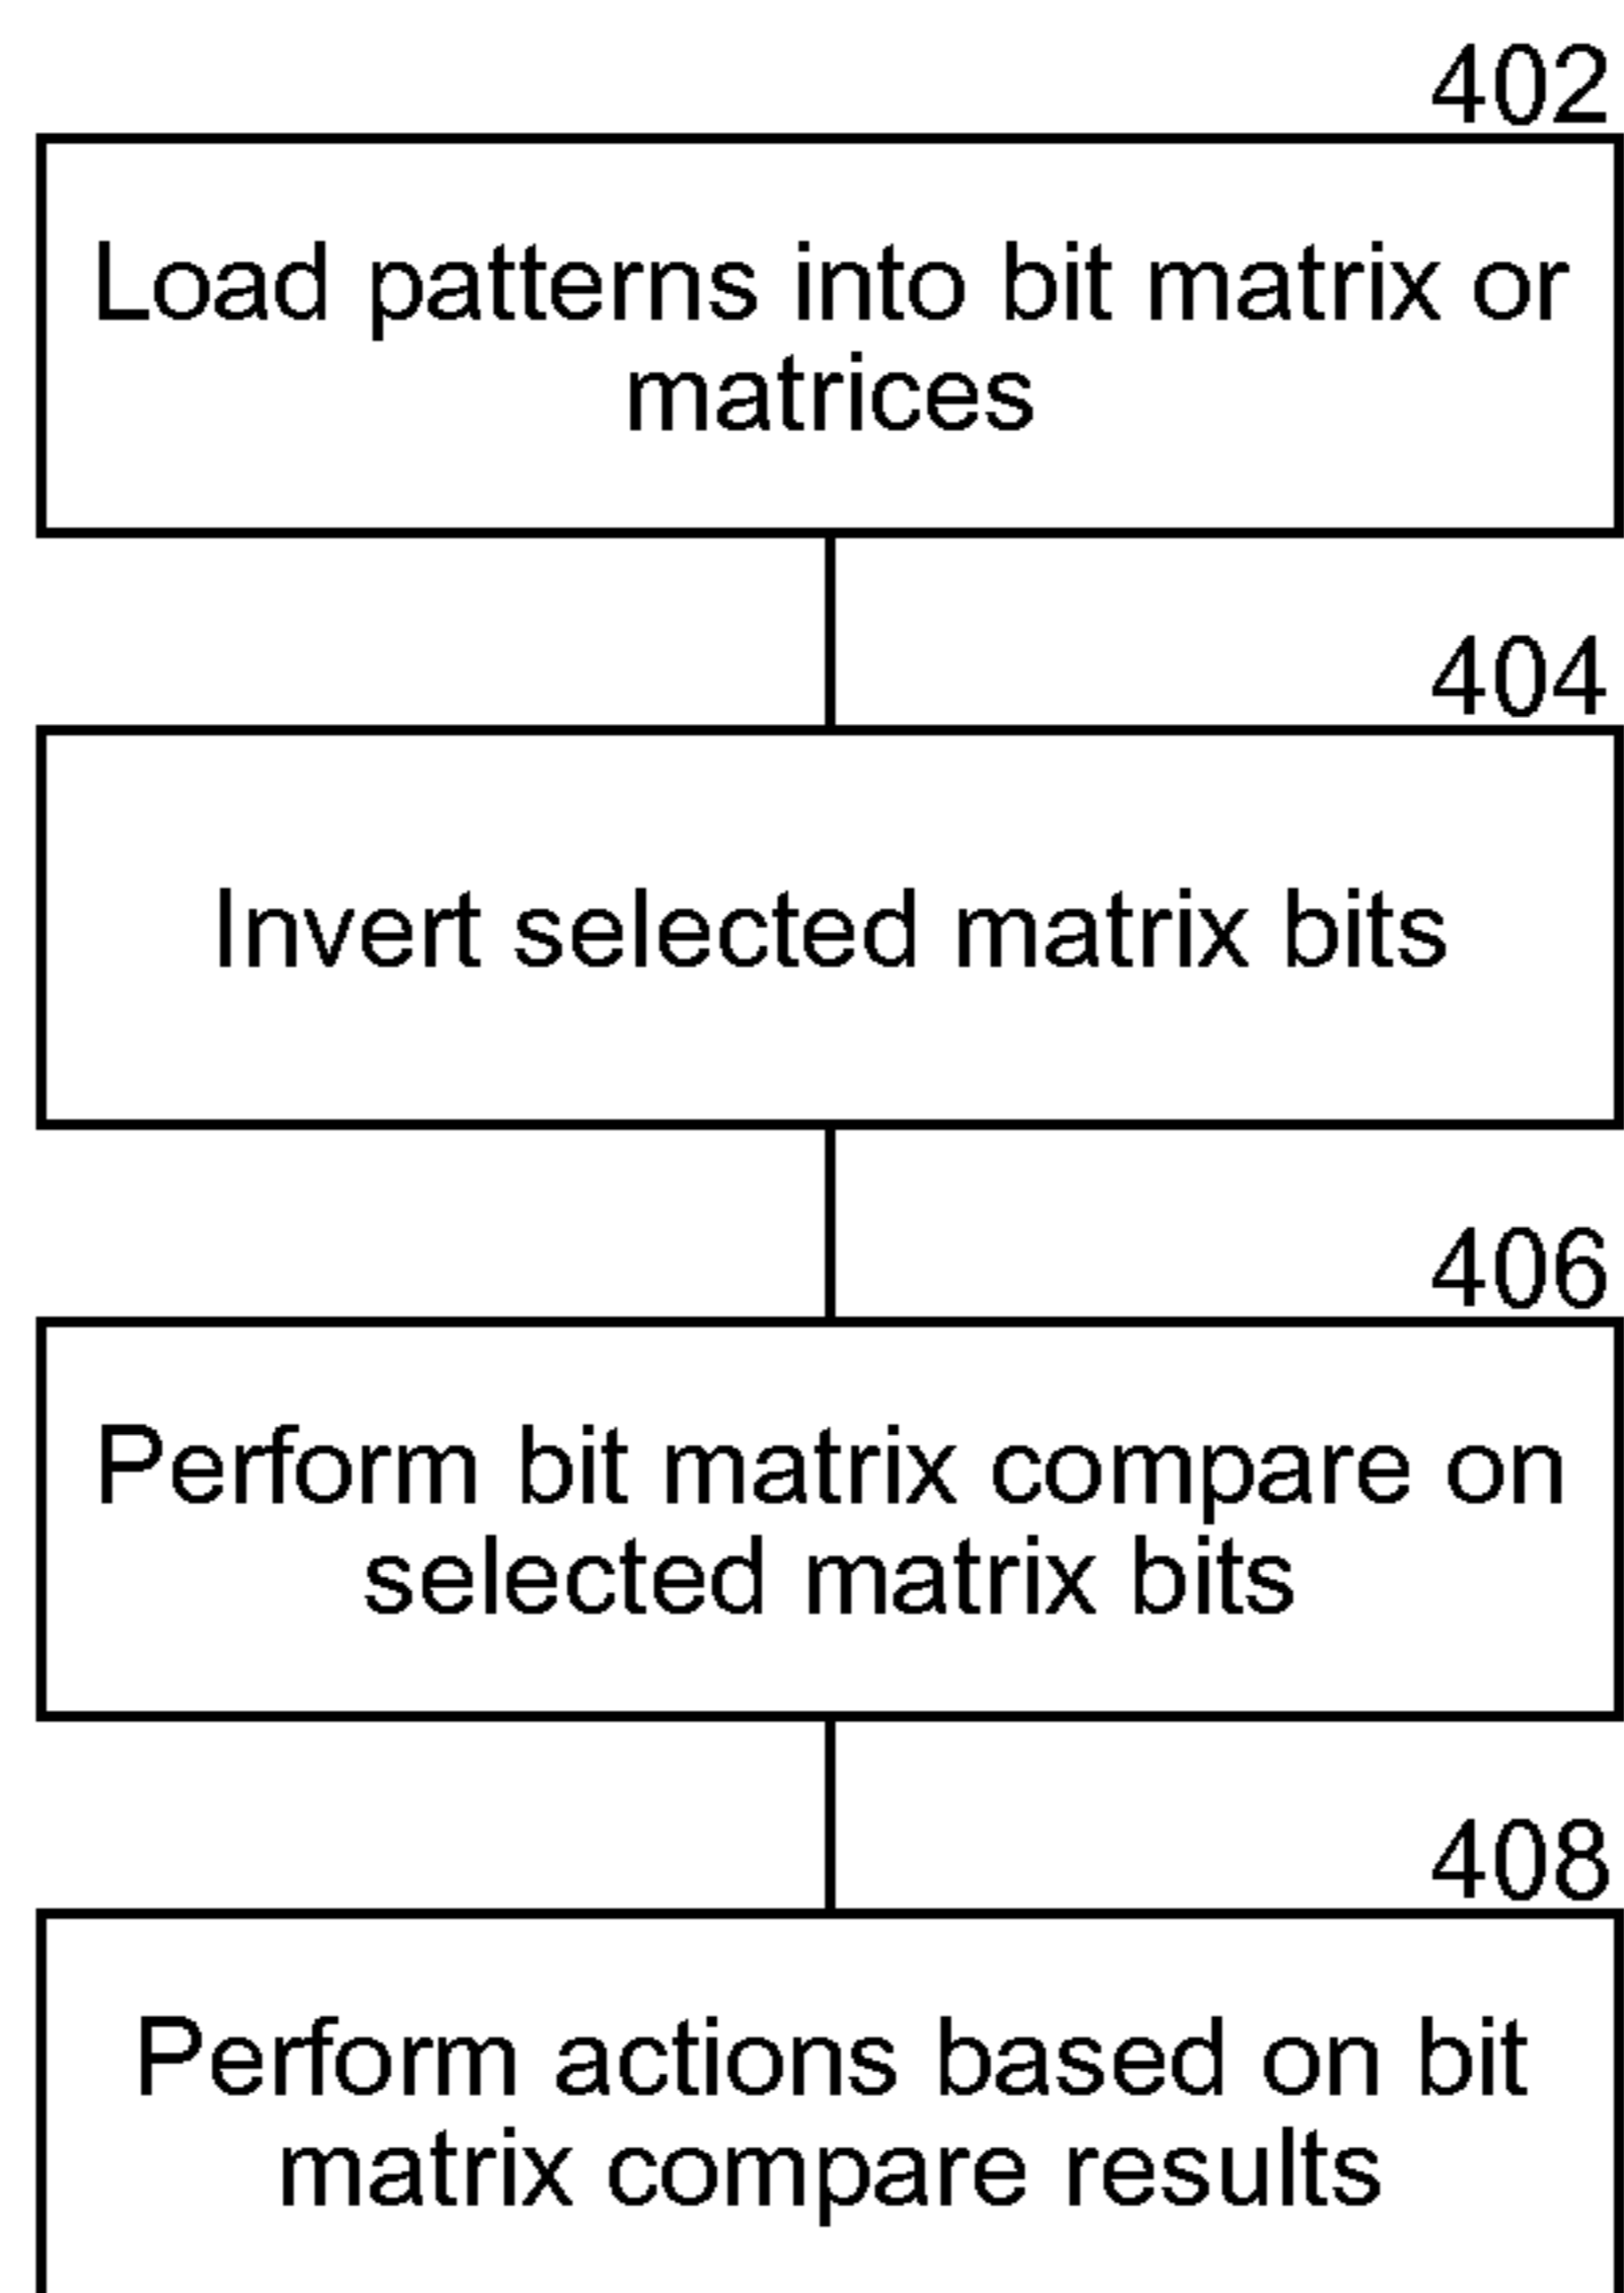 402
Load patterns into bit matrix or
matrices
404
Invert selected matrix bits
406
Perform bit matrix compare on
selected matrix bits
408
Perform actions based on bit
matrix compare results